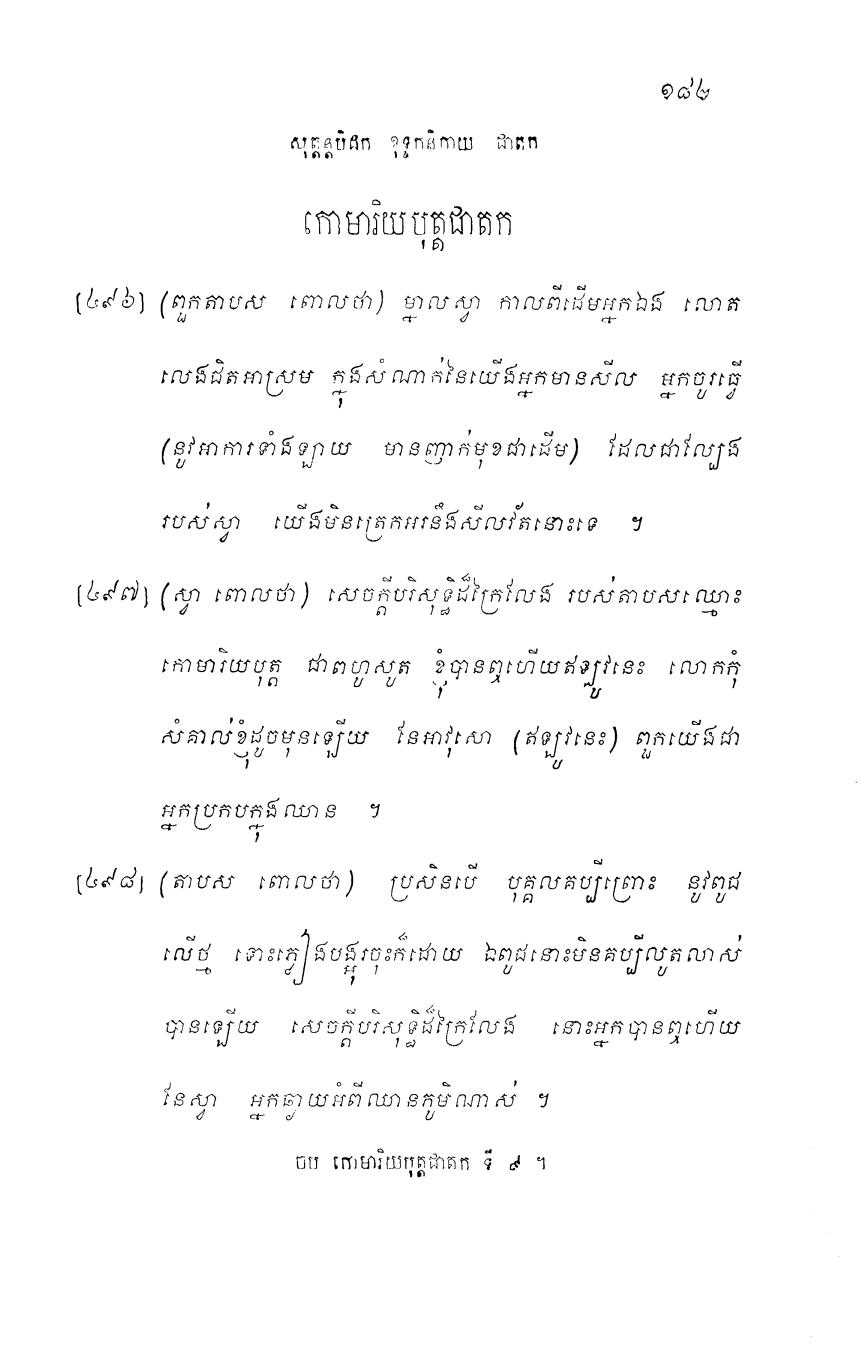 ១៨៤
សុត្តន្តបិដក ខុទ្ទកនិកាយ ជាតក
កោមារិយបុត្តជាតក
[៤៩៦] (ពួកតាបស ពោលថា) ម្នាលស្វា កាលពីដើមអ្នកឯង លោត
លេងជិតអាស្រម ក្នុងសំណាក់នៃយើងអ្នកមានសីល អ្នកចូរធ្វើ
(នូវអាការទាំងឡាយ មានញាក់មុខជាដើម) ដែលជាល្បែង
របស់ស្វា យើងមិនត្រេកអរនឹងសីលវ័តនោះទេ ។
[៤៩៧] (ស្វា ពោលថា) សេចក្តីបរិសុទ្ធិដ៏ក្រៃលែង របស់តាបសឈ្មោះ
កោមារិយបុត្ត ជាពហូសូត ខ្ញុំបានឮហើយឥឡូវនេះ លោកកុំ
សំគាល់ខ្ញុំដូចមុនឡើយ នែអាវុសោ (ឥឡូវនេះ) ពួកយើងជា
អ្នកប្រកបក្នុងឈាន ។
[៤៩៨] (តាបស ពោលថា) ប្រសិនបើ បុគ្គលគប្បីព្រោះ នូវពូជ
លើថ្ម ទោះភ្លៀងបង្អុរចុះក៏ដោយ ឯពូជនោះមិនគប្បីលូតលាស់
បានឡើយ សេចក្តីបរិសុទ្ធិដ៏ក្រៃលែង នោះអ្នកបានឮហើយ
នែស្វា អ្នកឆ្ងាយអំពីឈានភូមិណាស់ ។
ចប កោមារិយបុត្តជាតក ទី ៩ ។